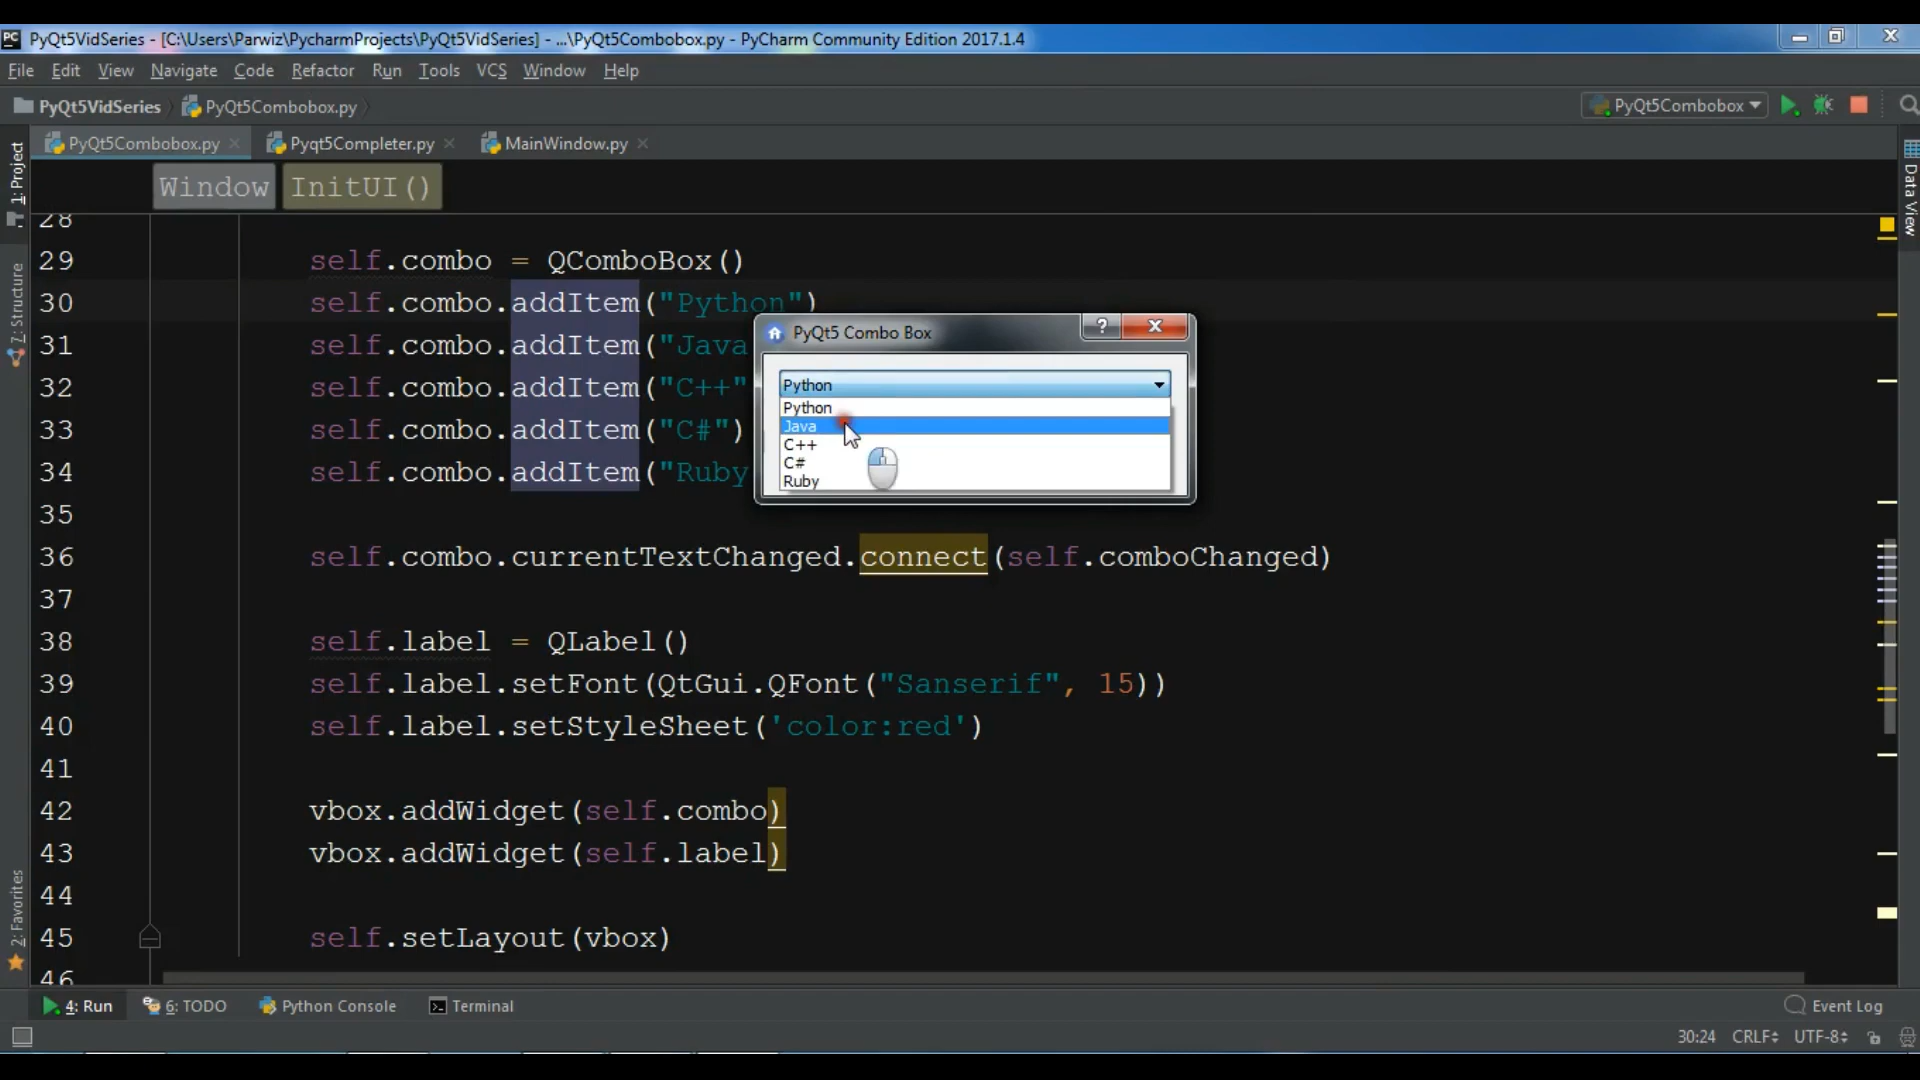 PC PyQt5VidSeries - [C:\Users\Parwiz\PycharmProjects\PyQt5VidSeries] - ...\PyQt5Combobox.py - PyCharm Community Edition 2017.1.4
File Edit View Navigate Code Refactor Run Tools VCS Window Help
PyQt5VidSeries PyQt5Combobox.py PyQt5Combobox
PyQt5Combobox.py Pyqt5Completer.py MainWindow.py
1: Project
7: Structure
2: Favorites
Data View
Window InitUI()
28
29 self.combo = QComboBox()
30 self.combo.addItem("Python")
31 self.combo.addItem("Java
32 self.combo.addItem("C++"
33 self.combo.addItem("C#")
34 self.combo.addItem("Ruby
35
36 self.combo.currentTextChanged.connect(self.comboChanged)
37
38 self.label = QLabel()
39 self.label.setFont(QtGui.QFont("Sanserif", 15))
40 self.label.setStyleSheet('color:red')
41
42 vbox.addWidget(self.combo)
43 vbox.addWidget(self.label)
44
45 self.setLayout(vbox)
46
PyQt5 Combo Box ?
Python
Python
Java
C++
C#
Ruby
4: Run 6: TODO Python Console Terminal Event Log
30:24 CRLF UTF-8